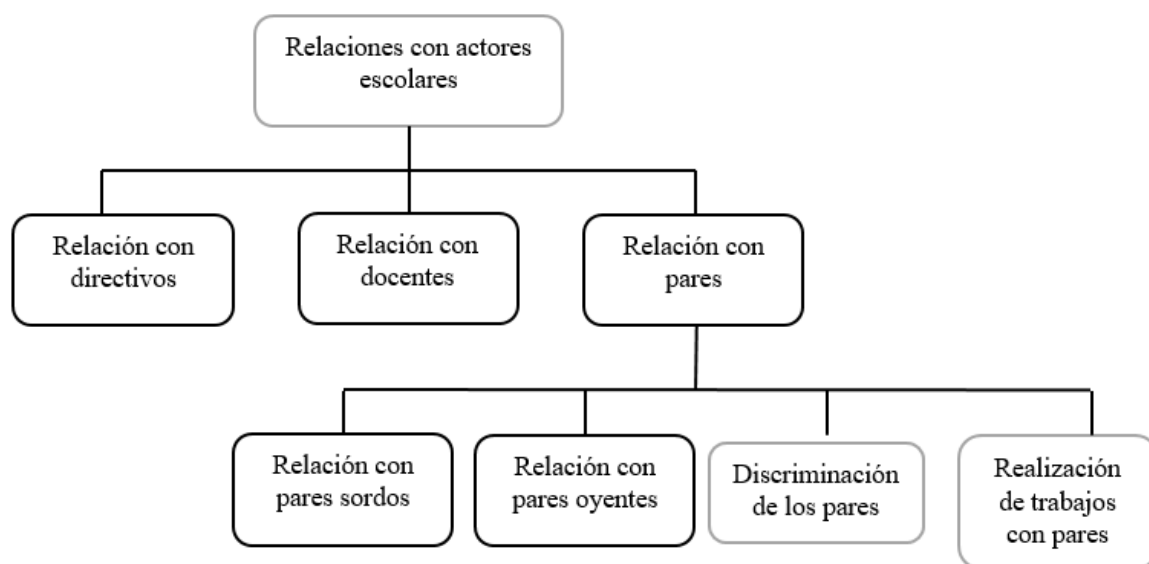 Relaciones con actores
escolares
Relación con
directivos
Relación con
docentes
Relación con
pares
Relación con
pares sordos
Relación con
pares oyentes
Discriminación
de los pares
Realización
de trabajos
con pares